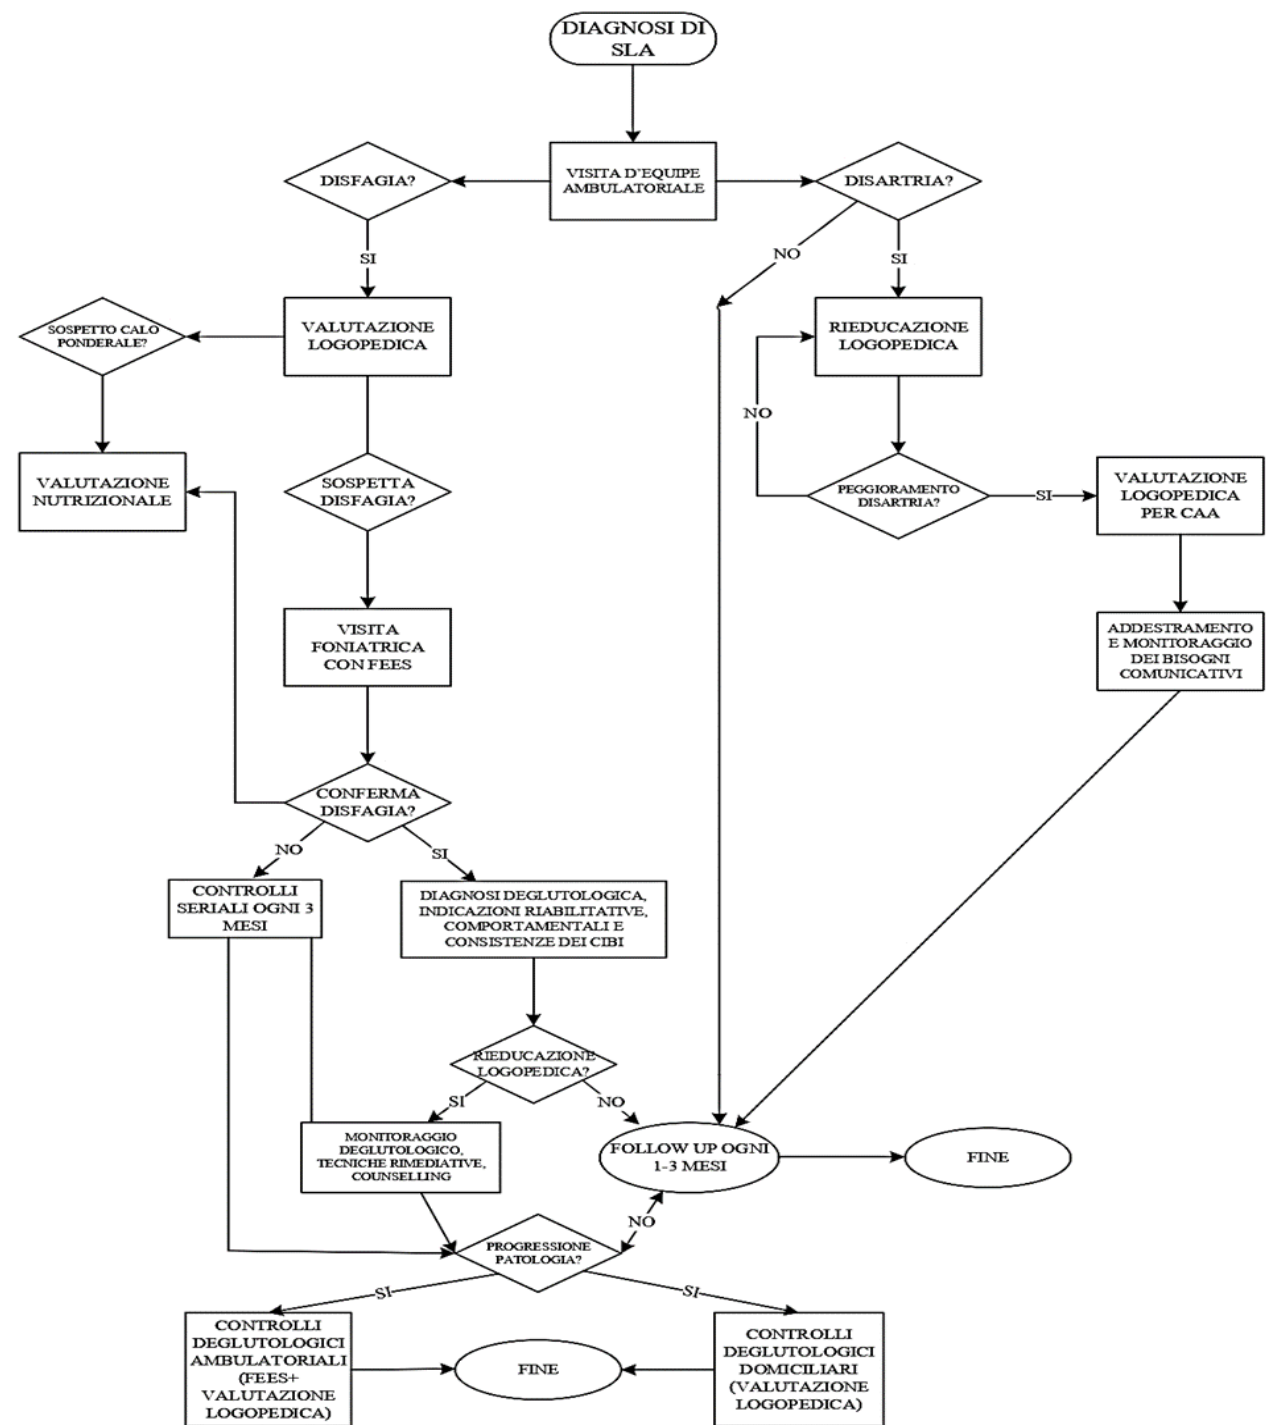 DIAGNOSI DI
SLA
VISITA D'EQUIPE
AMBULATORIALE
DISFAGIA?
DISARTRIA?
NO
SI
SI
SOSPETTO CALO
PONDERALE?
VALUTAZIONE
LOGOPEDICA
RIEDUCAZIONE
LOGOPEDICA
NO
VALUTAZIONE
NUTRIZIONALE
SOSPETTA
DISFAGIA?
PEGGIORAMENTO
DISARTRIA?
SI
VALUTAZIONE
LOGOPEDICA
PER CAA
VISITA
FONIATRICA
CON FEES
ADDESTRAMENTO
E MONITORAGGIO
DEI BISOGNI
COMUNICATIVI
CONFERMA
DISFAGIA?
NO
SI
CONTROLLI
SERIALI OGNI 3
MESI
DIAGNOSI DEGLUTOLOGICA,
INDICAZIONI RIABILITATIVE,
COMPORTAMENTALI E
CONSISTENZE DEI CIBI
RIEDUCAZIONE
LOGOPEDICA?
SI
NO
MONITORAGGIO
DEGLUTOLOGICO,
TECNICHE RIMEDIATIVE,
COUNSELLING
FOLLOW UP OGNI
1-3 MESI
FINE
NO
PROGRESSIONE
PATOLOGIA?
SI
SI
CONTROLLI
DEGLUTOLOGICI
AMBULATORIALI
(FEES+
VALUTAZIONE
LOGOPEDICA)
FINE
CONTROLLI
DEGLUTOLOGICI
DOMICILIARI
(VALUTAZIONE
LOGOPEDICA)